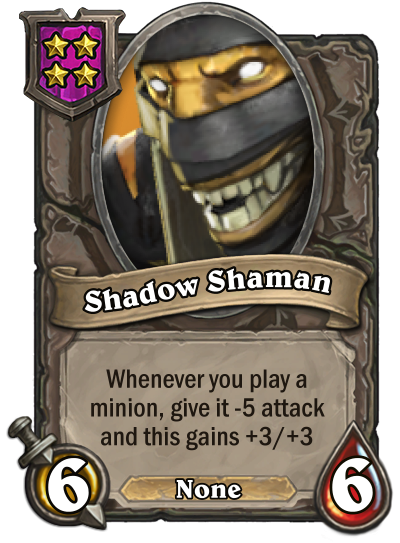 Shadow Shaman
Whenever you play a
minion, give it -5 attack
and this gains +3/+3
6
None
6